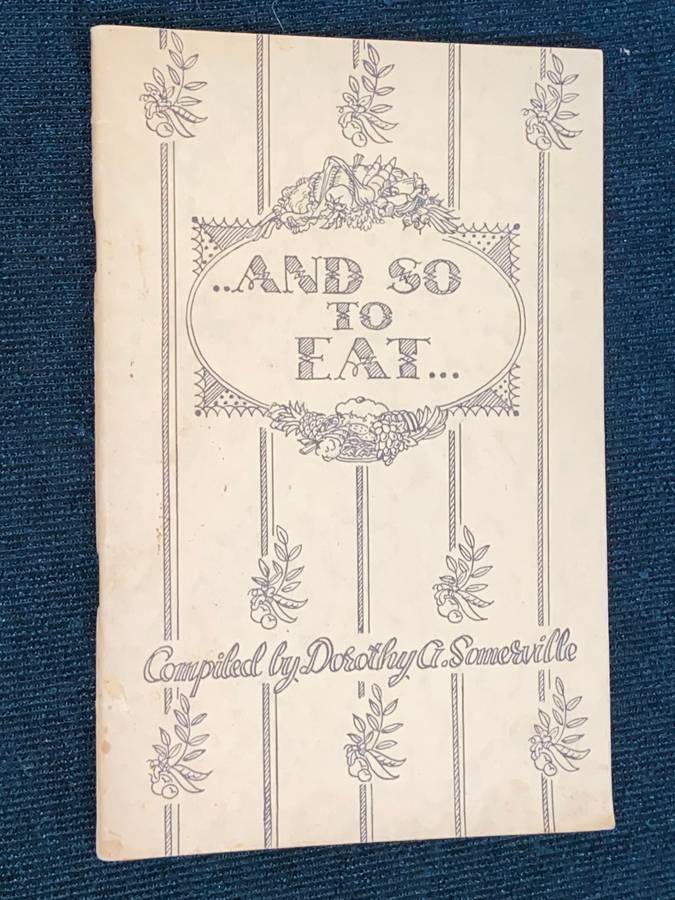 ..AND SO
TO
EAT...
Compiled by Dorothy A. Somerville